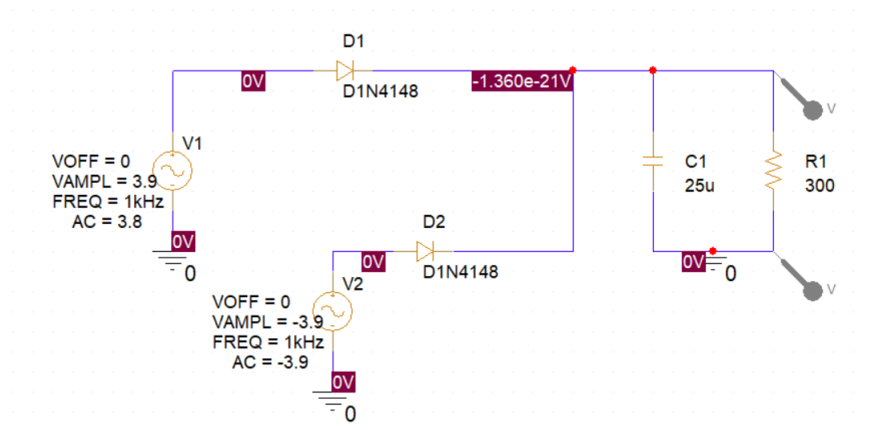 D1
0V
-1.360e-21V
D1N4148
V
V1
VOFF = 0
VAMPL = 3.9
FREQ = 1kHz
AC = 3.8
0V
0
C1
25u
R1
300
D2
0V
D1N4148
0V
0
V
V2
VOFF = 0
VAMPL = -3.9
FREQ = 1kHz
AC = -3.9
0V
0